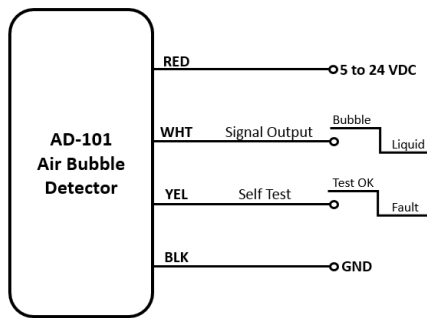 RED
5 to 24 VDC
AD-101
Air Bubble
Detector
WHT
Signal Output
Bubble
Liquid
YEL
Self Test
Test OK
Fault
BLK
GND